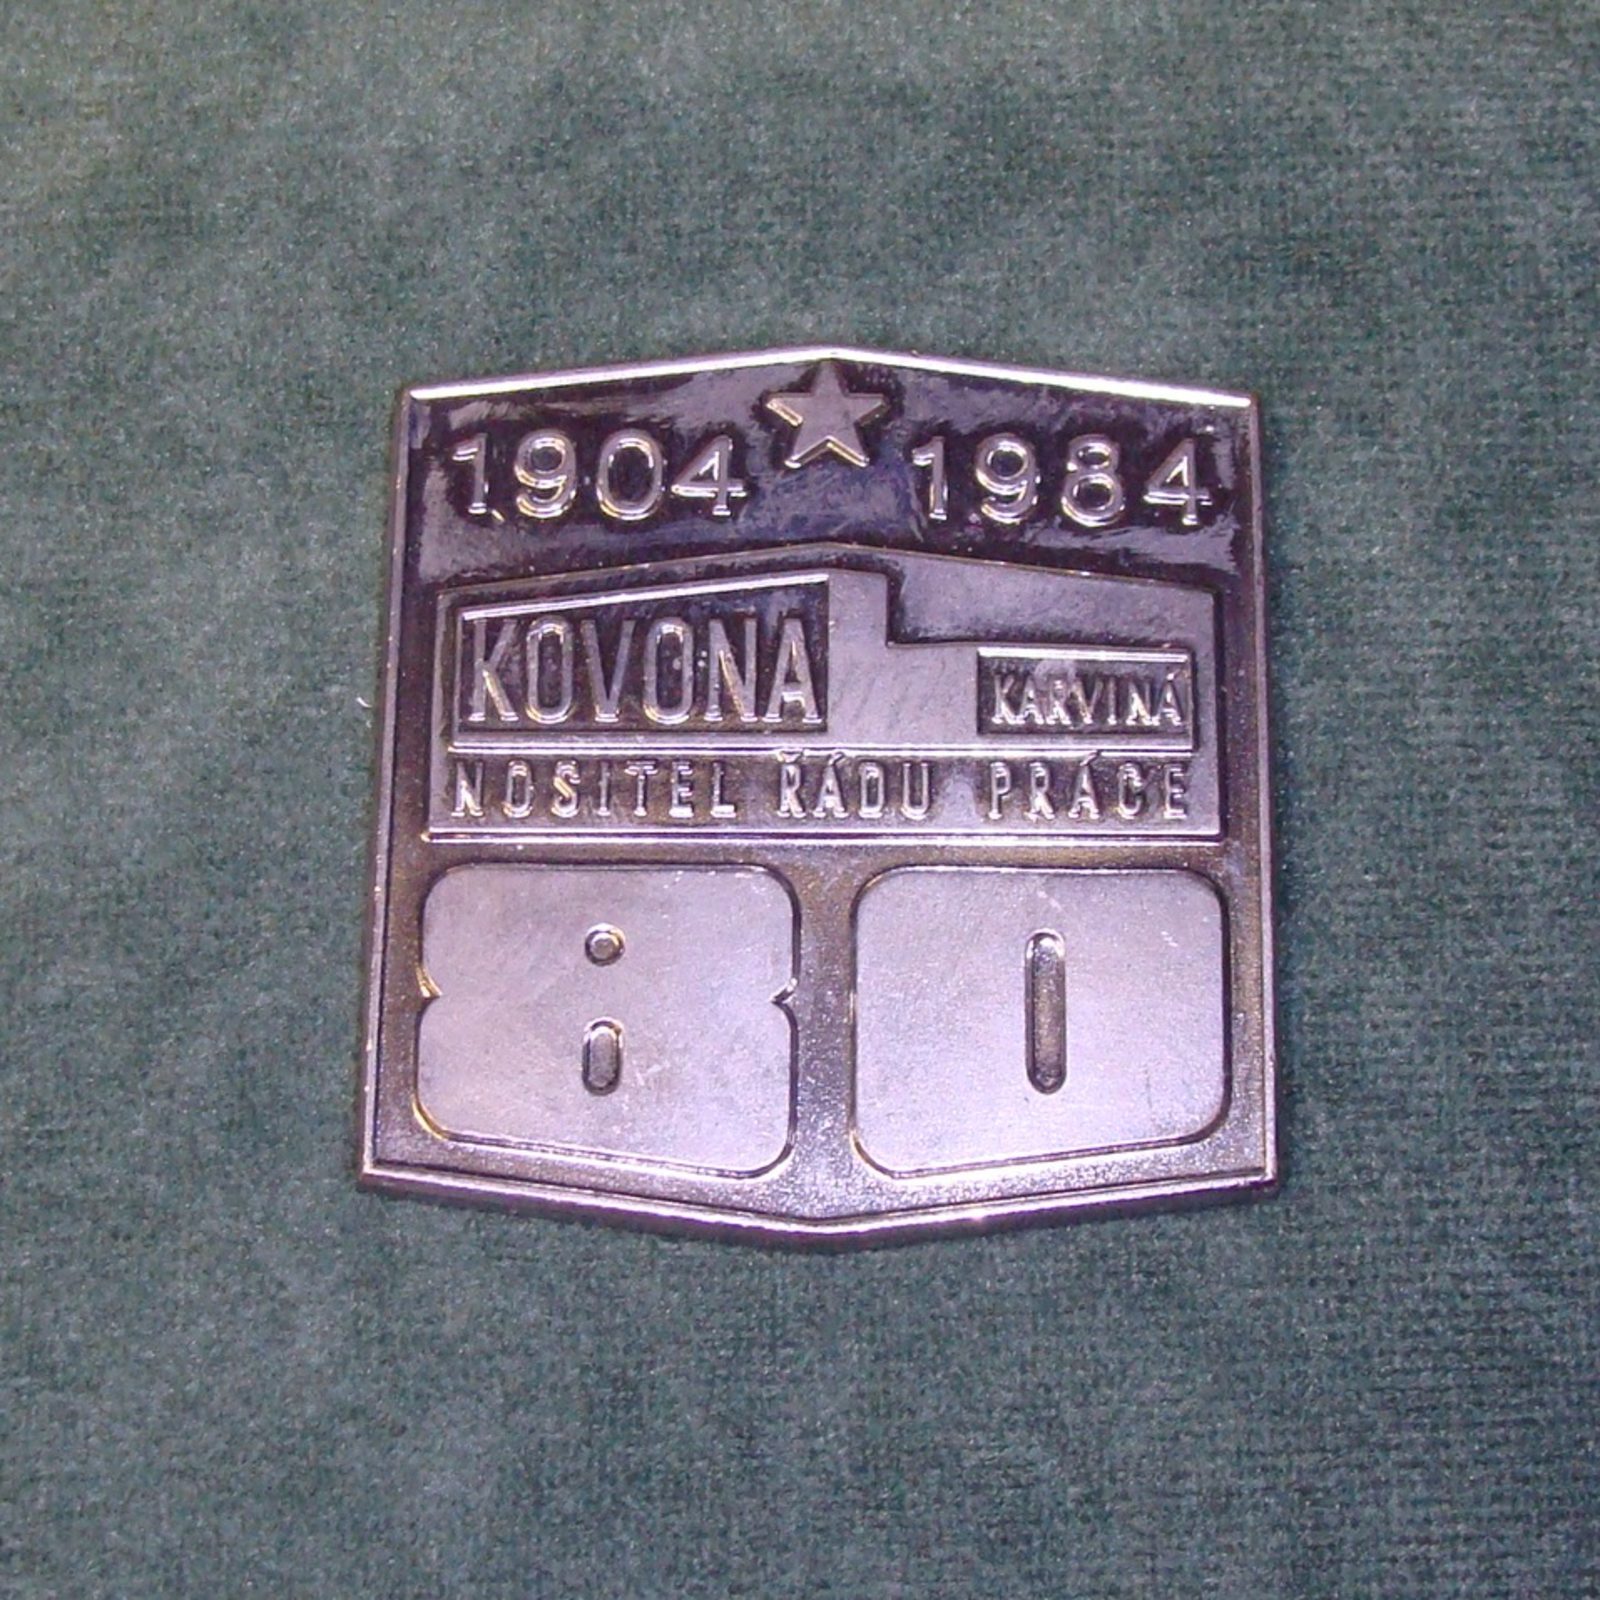 1904 1984
KOVONA KARVINÁ
NOSITEL ŘÁDU PRÁCE
80